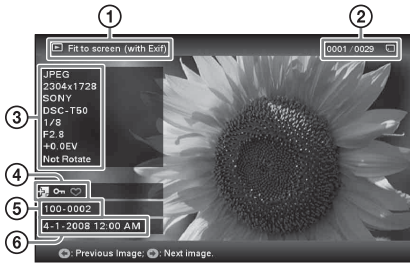 1
2
Fit to screen (with Exif)
0001/0029
3
JPEG
2304x1728
SONY
DSC-T50
1/8
F2.8
+0.0EV
Not Rotate
4
5
100-0002
6
4-1-2008 12:00 AM
: Previous Image; : Next image.